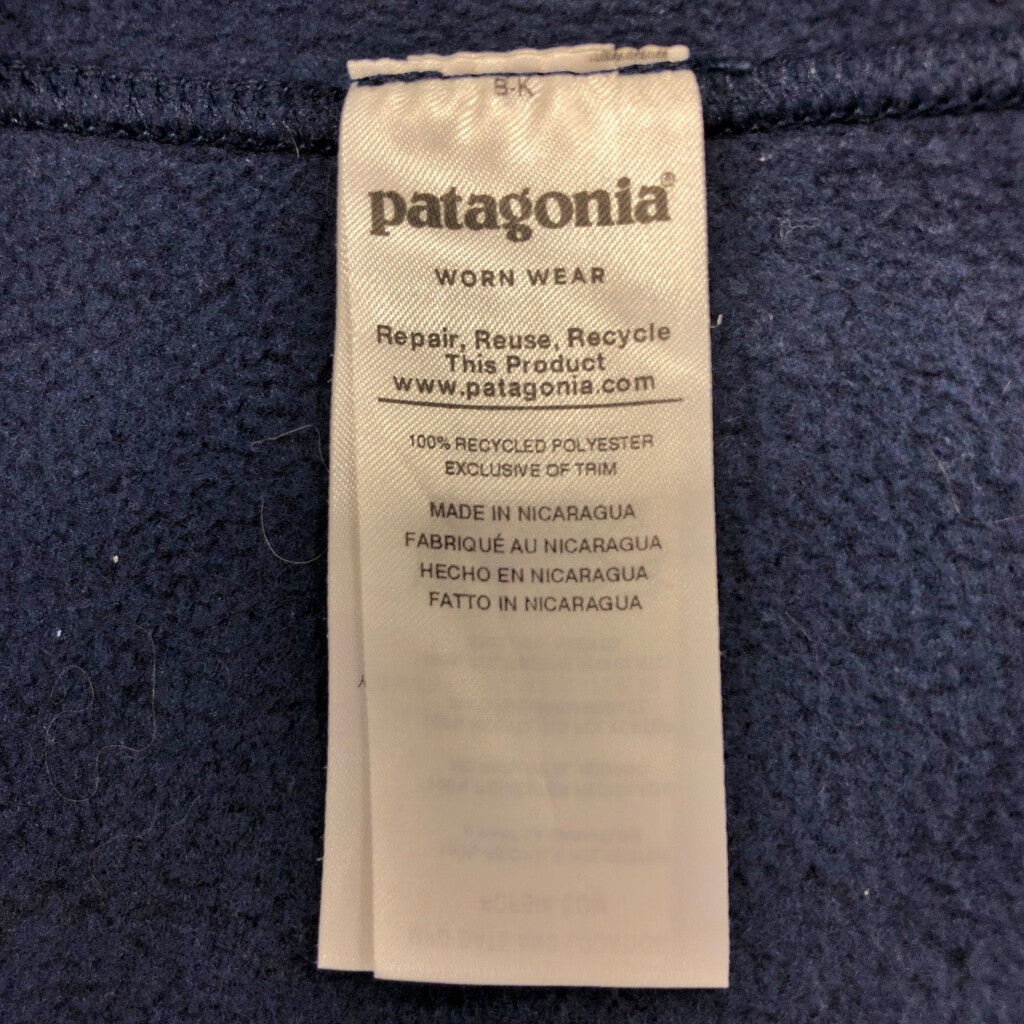 B-K
patagonia®
WORN WEAR
Repair, Reuse, Recycle
This Product
www.patagonia.com
100% RECYCLED POLYESTER
EXCLUSIVE OF TRIM
MADE IN NICARAGUA
FABRIQUÉ AU NICARAGUA
HECHO EN NICARAGUA
FATTO IN NICARAGUA